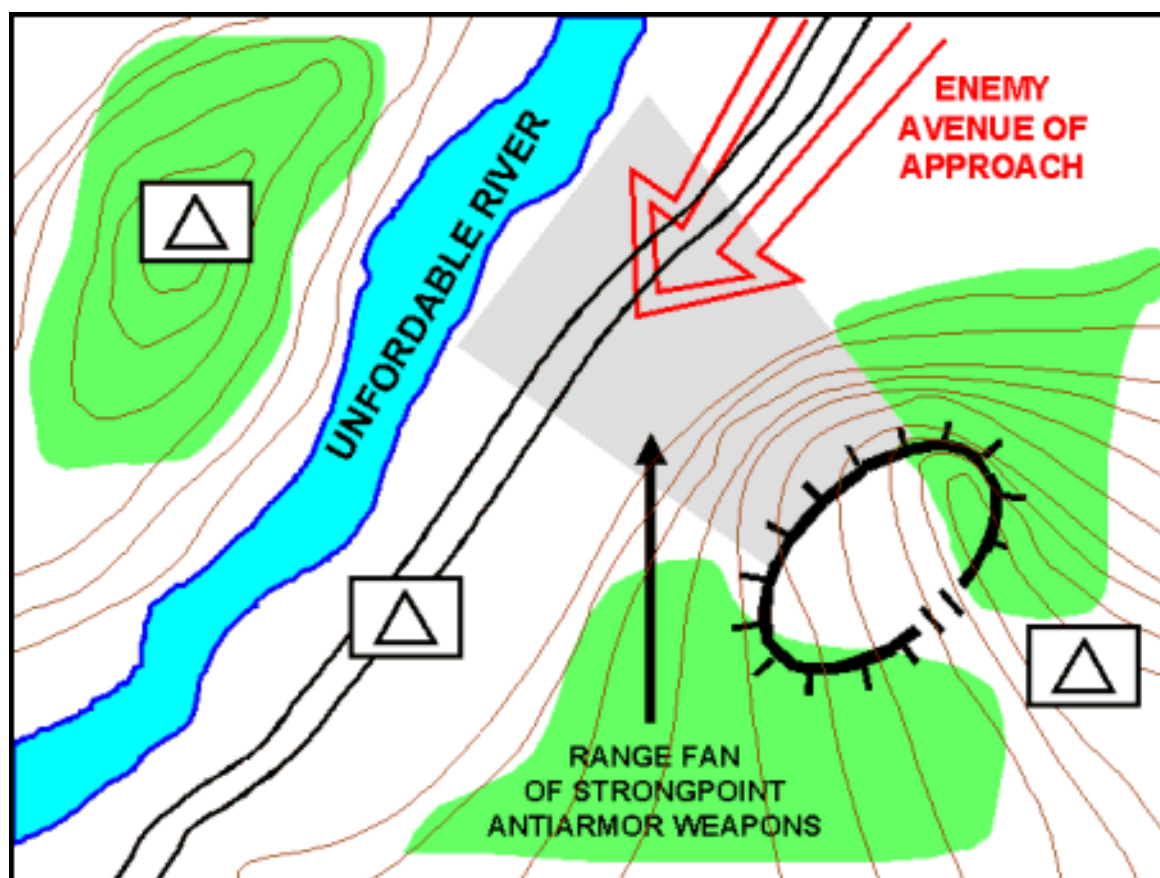 ENEMY
AVENUE OF
APPROACH
UNFORDABLE RIVER
RANGE FAN
OF STRONGPOINT
ANTIARMOR WEAPONS